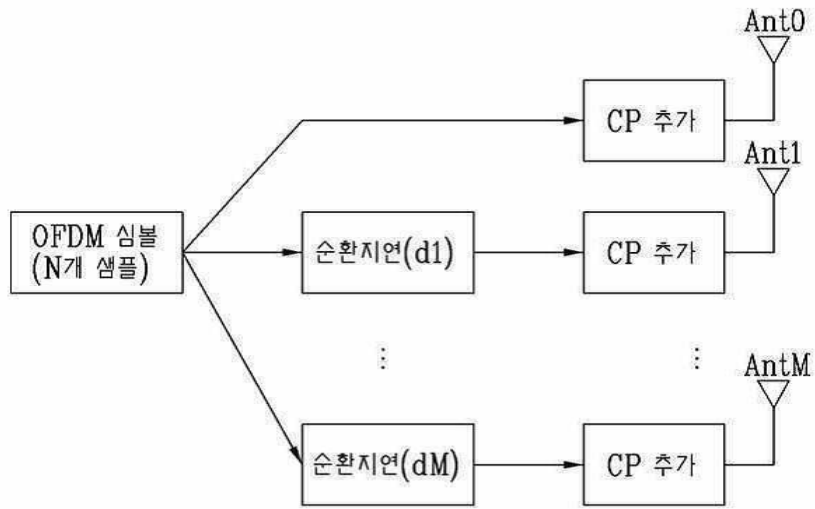 Ant0
CP 추가
Ant1
OFDM 심볼
(N개 샘플)
순환지연(d1)
CP 추가
⋮
⋮
AntM
순환지연(dM)
CP 추가